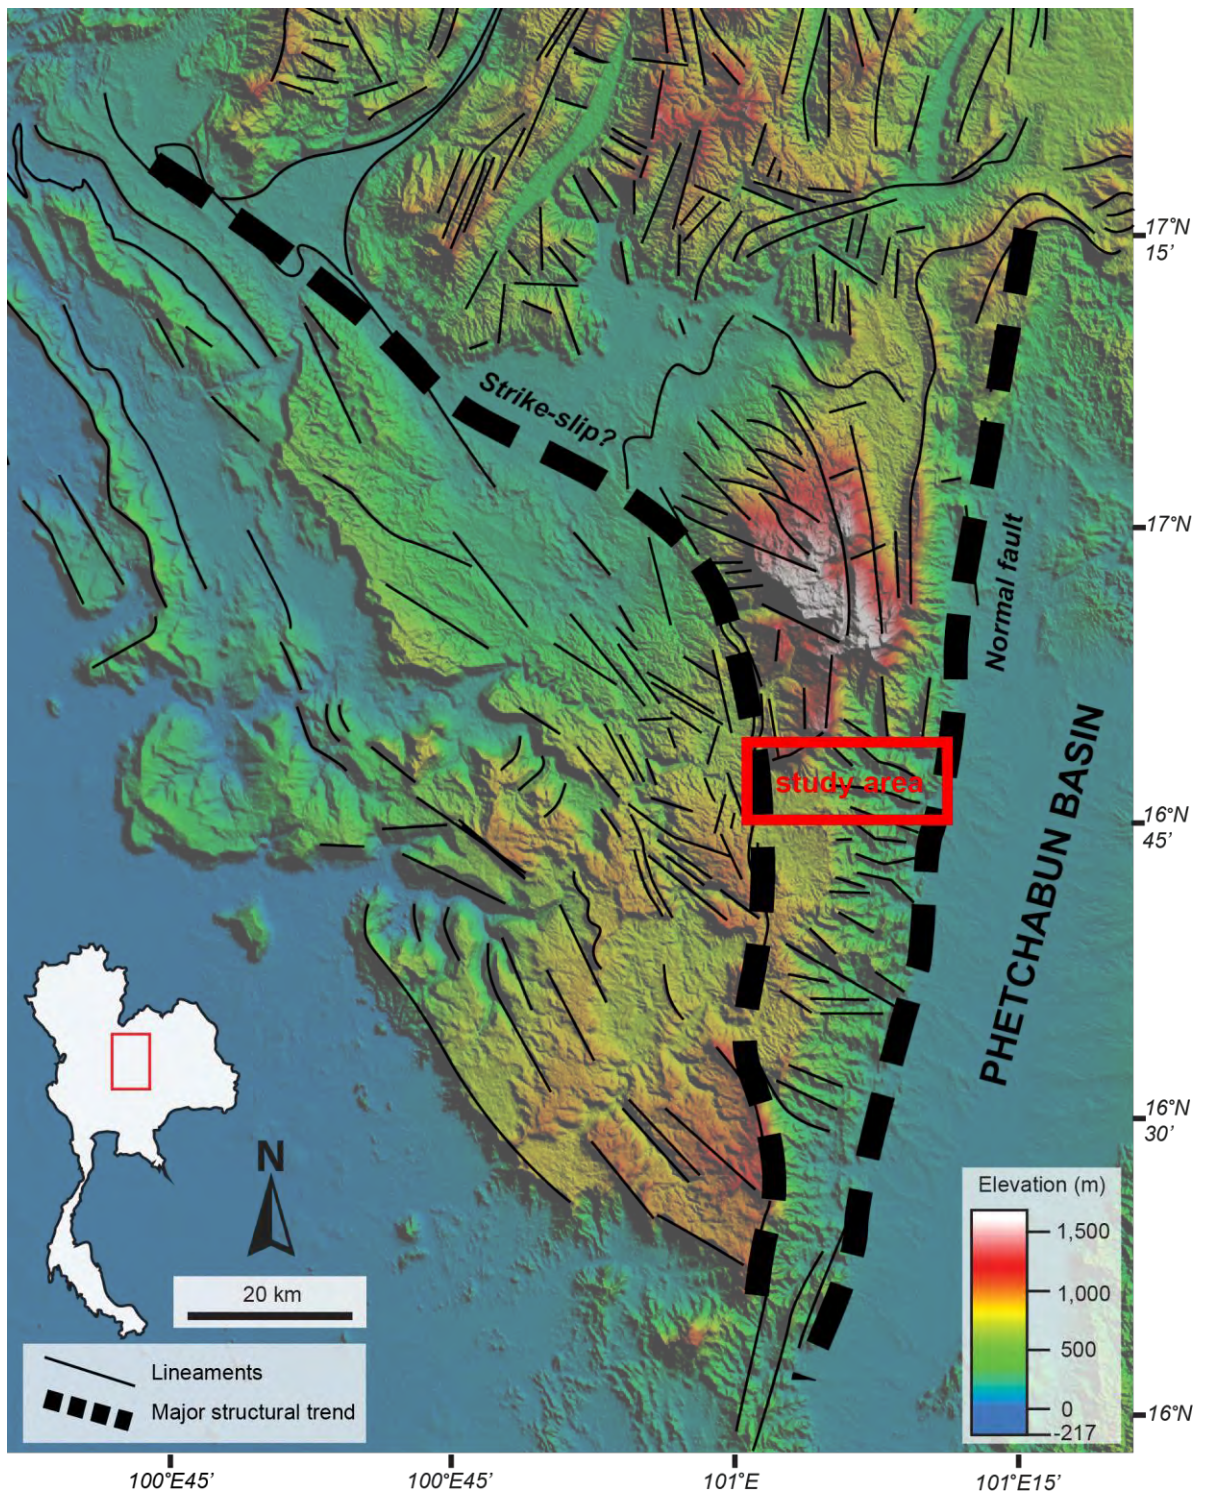 17°N
15'
Strike-slip?
17°N
Normal fault
study area
16°N
45'
PHETCHABUN BASIN
16°N
30'
N
20 km
Lineaments
Major structural trend
Elevation (m)
1,500
1,000
500
0
-217
16°N
100°E45'
100°E45'
101°E
101°E15'